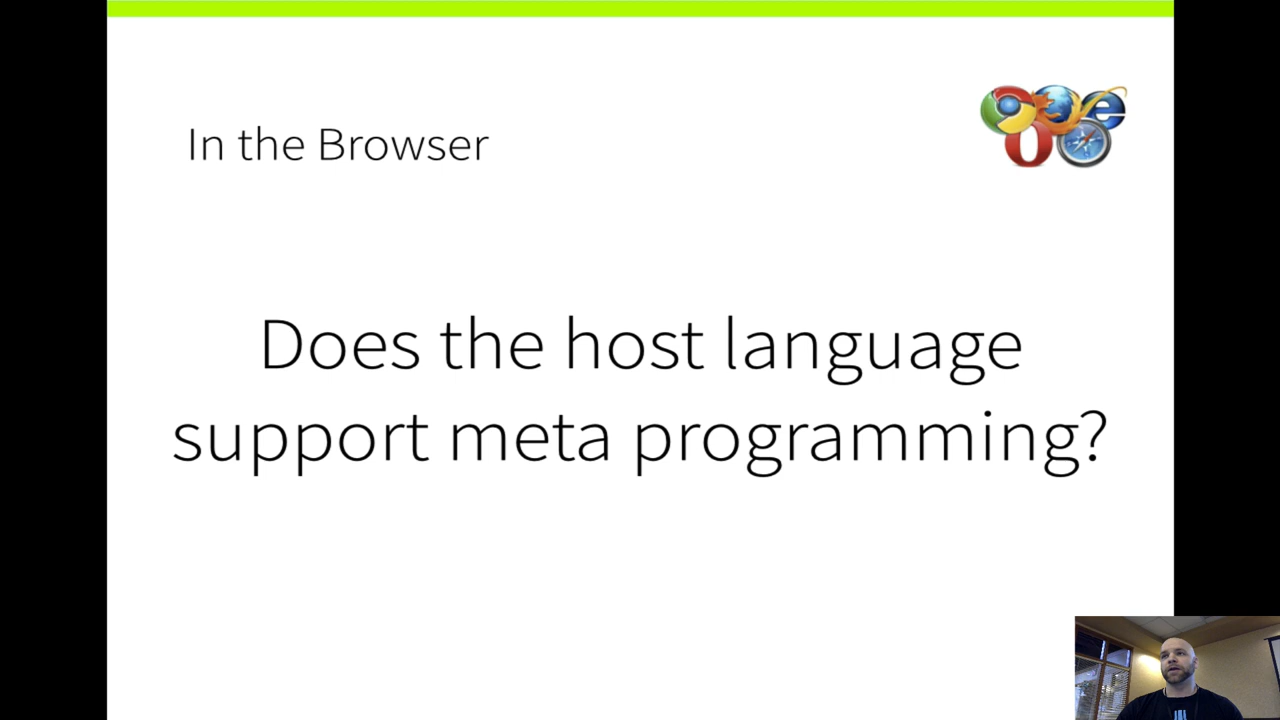 In the Browser
Does the host language
support meta programming?